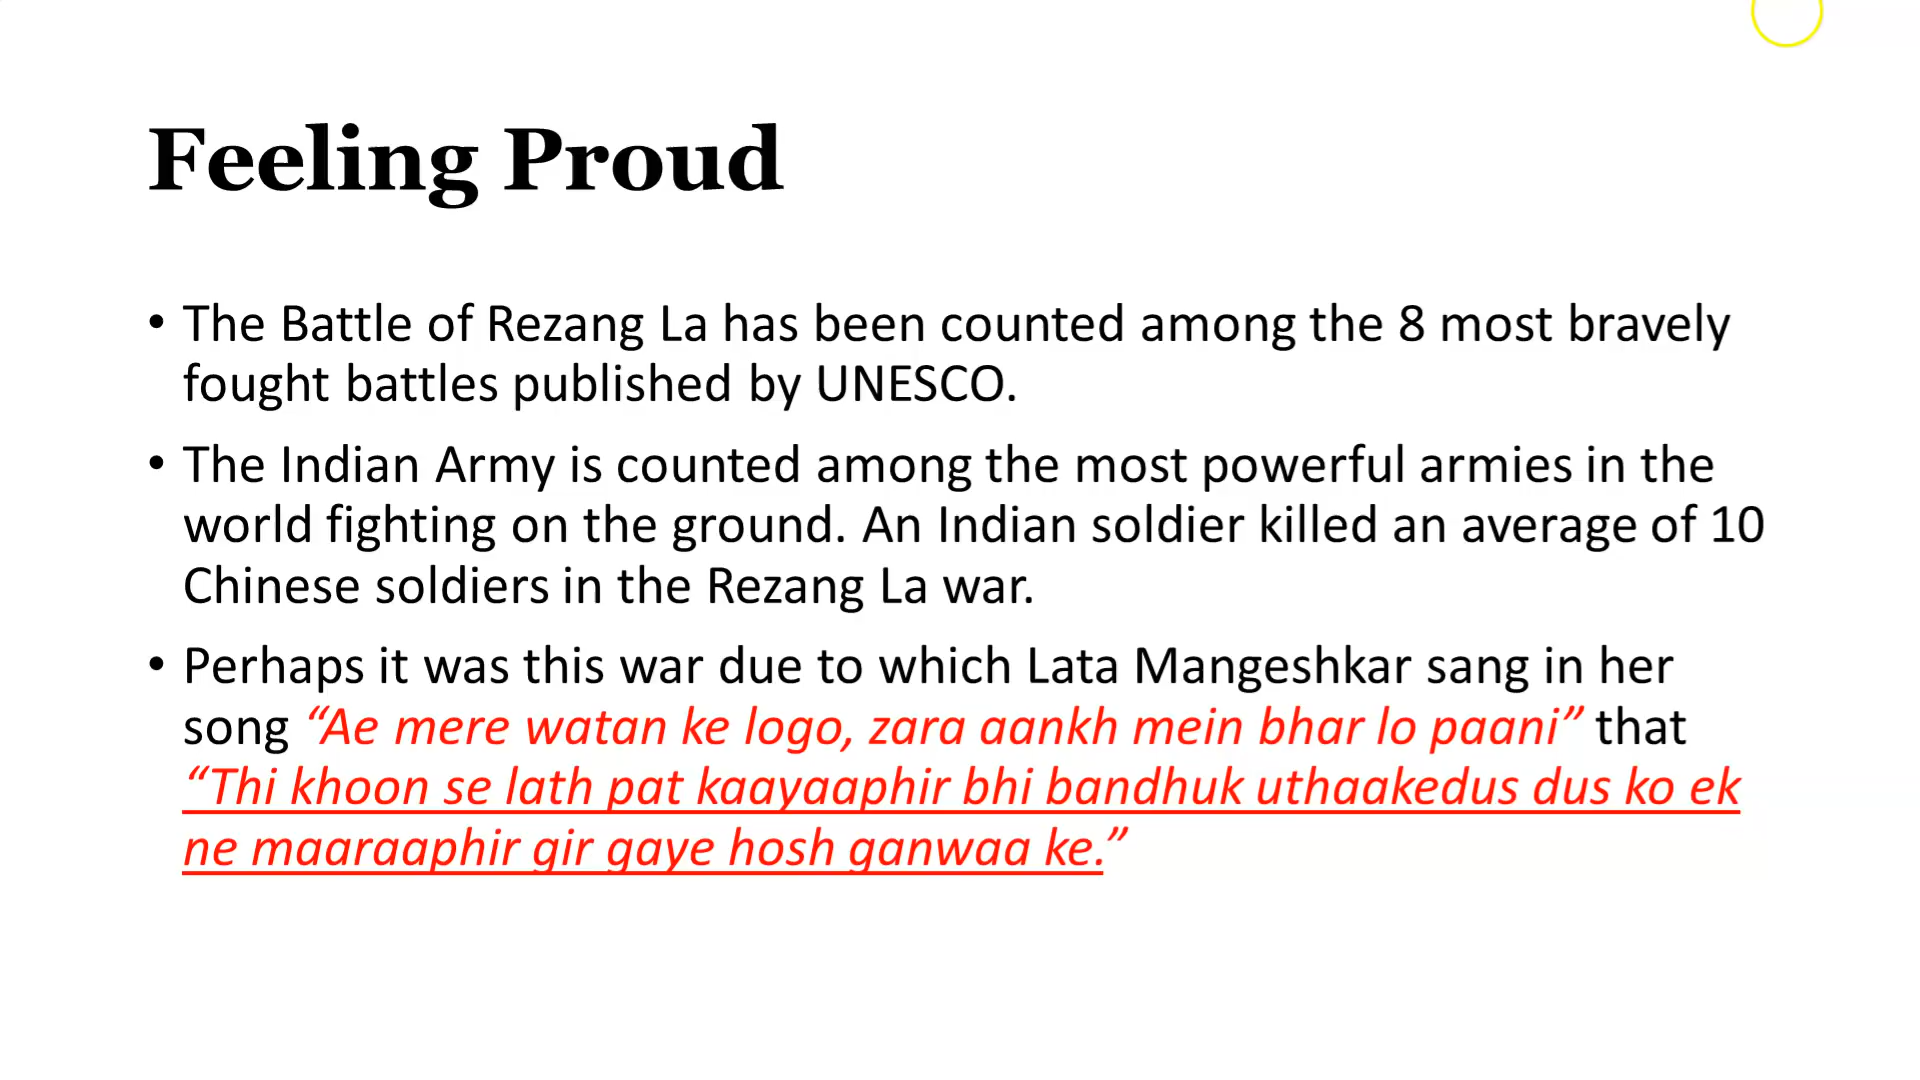 Feeling Proud
• The Battle of Rezang La has been counted among the 8 most bravely
fought battles published by UNESCO.
• The Indian Army is counted among the most powerful armies in the
world fighting on the ground. An Indian soldier killed an average of 10
Chinese soldiers in the Rezang La war.
• Perhaps it was this war due to which Lata Mangeshkar sang in her
song “Ae mere watan ke logo, zara aankh mein bhar lo paani” that
“Thi khoon se lath pat kaayaaphir bhi bandhuk uthaakedus dus ko ek
ne maaraaphir gir gaye hosh ganwaa ke.”